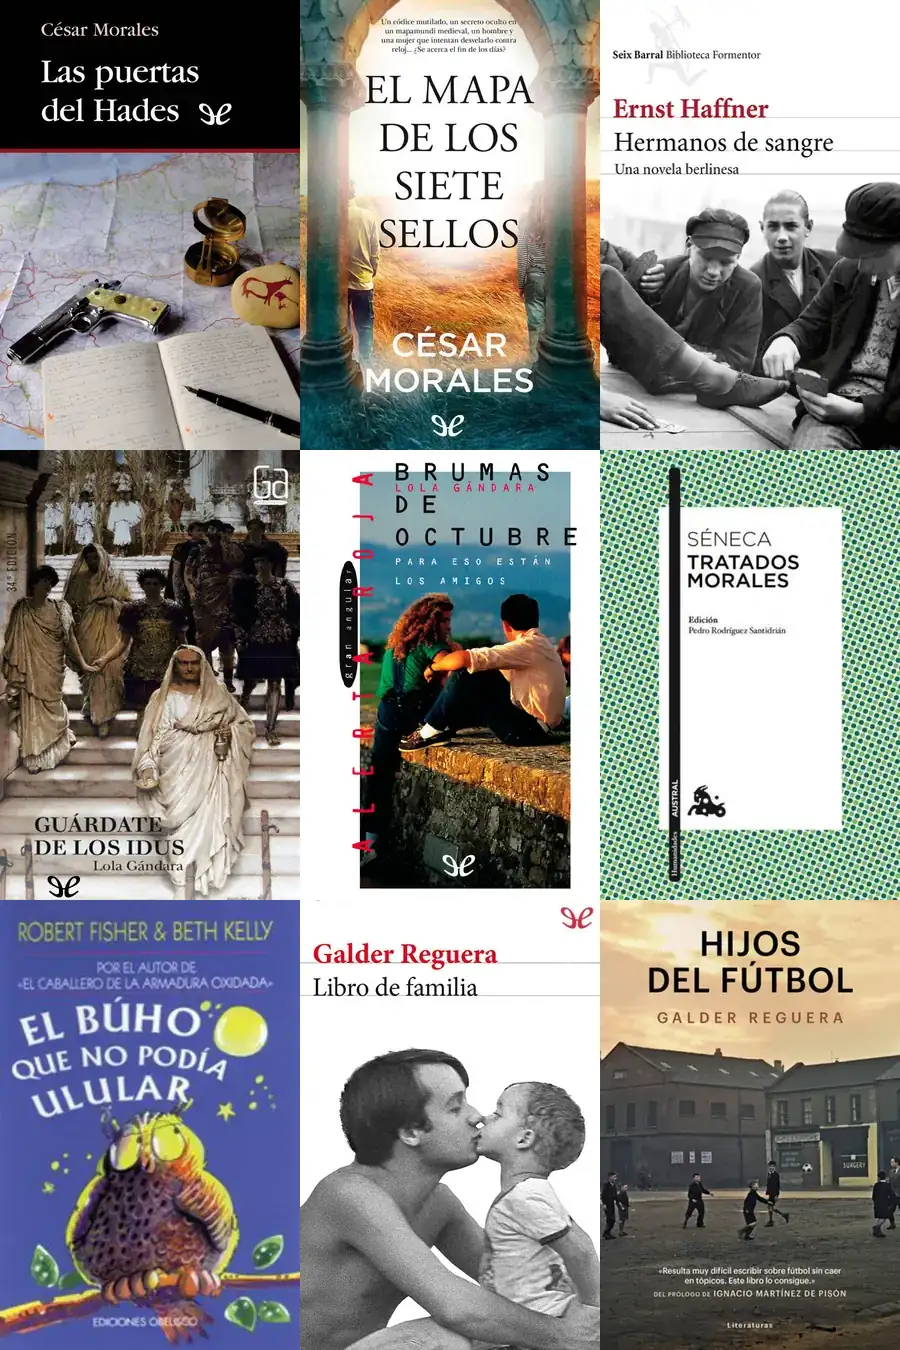 César Morales
Las puertas
del Hades
Un códice mutilado, un secreto oculto en
un mapamundi medieval, un hombre y
una mujer que intentan desvelarlo contra
reloj... ¿Se acerca el fin de los días?
EL MAPA
DE LOS
SIETE
SELLOS
CÉSAR
MORALES
Seix Barral Biblioteca Formentor
Ernst Haffner
Hermanos de sangre
Una novela berlinesa
34.ª EDICIÓN
GUÁRDATE
DE LOS IDUS
Lola Gándara
BRUMAS
LOLA GÁNDARA
DE
OCTUBRE
PARA ESO ESTÁN
LOS AMIGOS
gran angular
ALERTA ROJA
SÉNECA
TRATADOS
MORALES
Edición
Pedro Rodríguez Santidrián
AUSTRAL
Humanidades
ROBERT FISHER & BETH KELLY
POR EL AUTOR DE
«EL CABALLERO DE LA ARMADURA OXIDADA»
EL BÚHO
QUE NO PODÍA
ULULAR
EDICIONES OBELISCO
Galder Reguera
Libro de familia
HIJOS
DEL FÚTBOL
GALDER REGUERA
SURGERY
«Resulta muy difícil escribir sobre fútbol sin caer
en tópicos. Este libro lo consigue.»
DEL PRÓLOGO DE IGNACIO MARTÍNEZ DE PISÓN
Literaturas